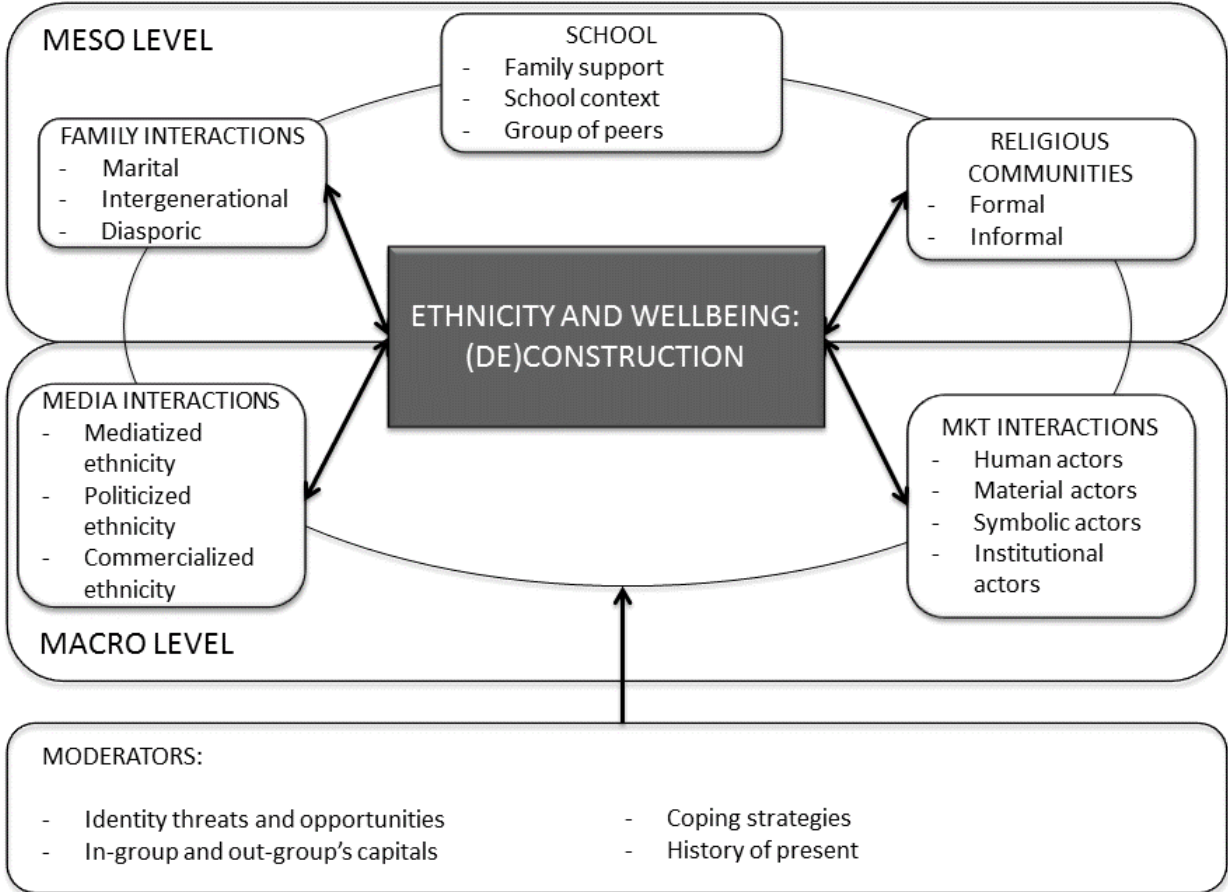 MESO LEVEL
SCHOOL
- Family support
- School context
- Group of peers
FAMILY INTERACTIONS
- Marital
- Intergenerational
- Diasporic
RELIGIOUS
COMMUNITIES
- Formal
- Informal
ETHNICITY AND WELLBEING:
(DE)CONSTRUCTION
MEDIA INTERACTIONS
- Mediatized
ethnicity
- Politicized
ethnicity
- Commercialized
ethnicity
MKT INTERACTIONS
- Human actors
- Material actors
- Symbolic actors
- Institutional
actors
MACRO LEVEL
MODERATORS:
- Identity threats and opportunities
- In-group and out-group’s capitals
- Coping strategies
- History of present